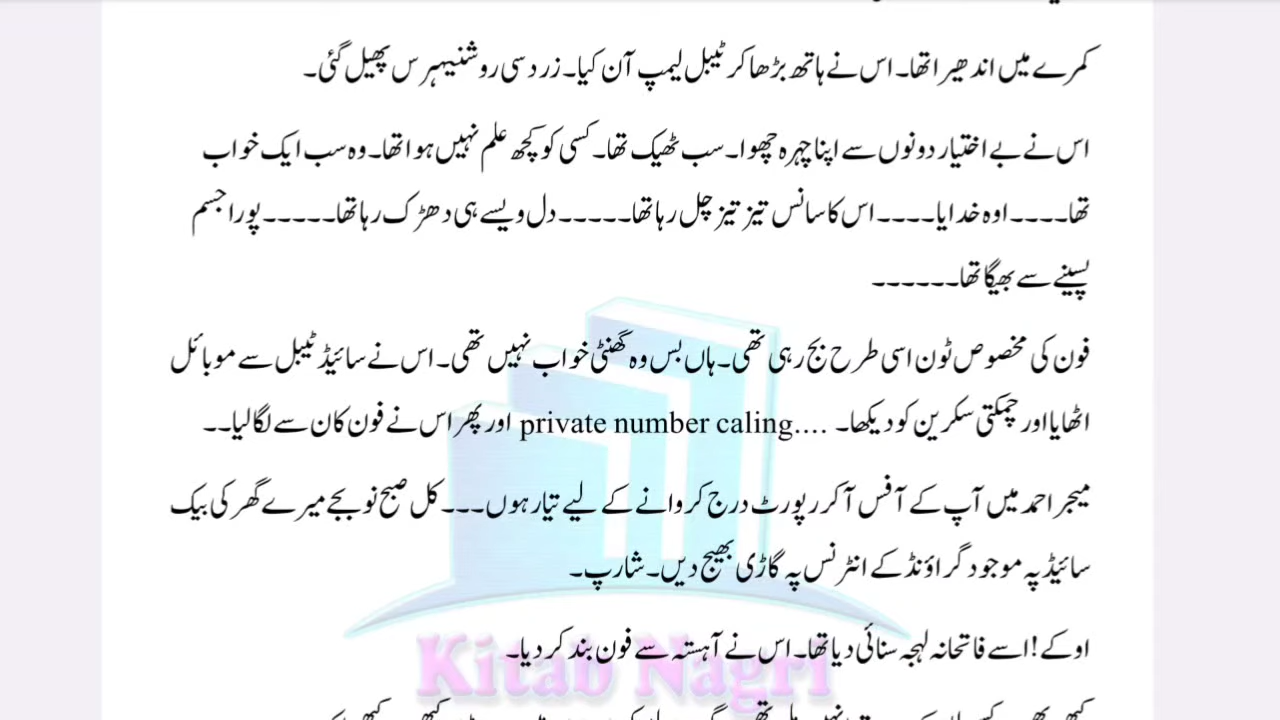 کمرے میں اندھیرا تھا۔ اس نے ہاتھ بڑھا کر ٹیبل لیمپ آن کیا۔ زرد سی روشنیہرس پھیل گئی۔
اس نے بے اختیار دونوں سے اپنا چہرہ چھوا۔ سب ٹھیک تھا۔ کسی کو کچھ علم نہیں ہوا تھا۔ وہ سب ایک خواب
تھا۔۔۔۔اوہ خدایا۔۔۔۔اس کا سانس تیز تیز چل رہا تھا۔۔۔۔۔دل ویسے ہی دھڑک رہا تھا۔۔۔۔۔پورا جسم
پسینے سے بھیگا تھا۔۔۔۔۔۔
فون کی مخصوص ٹون اسی طرح بج رہی تھی۔ ہاں بس وہ گھنٹی خواب نہیں تھی۔ اس نے سائیڈ ٹیبل سے موبائل
اٹھایا اور چمکتی سکرین کو دیکھا۔ ....private number caling اور پھر اس نے فون کان سے لگا لیا۔۔
میجر احمد میں آپ کے آفس آ کر رپورٹ درج کروانے کے لیے تیار ہوں۔۔۔کل صبح نو بجے میرے گھر کی بیک
سائیڈ پہ موجود گراؤنڈ کے انٹرنس پہ گاڑی بھیج دیں۔ شارپ۔
اوکے! اسے فاتحانہ لہجہ سنائی دیا تھا۔ اس نے آہستہ سے فون بند کر دیا۔
Kitab Nagri